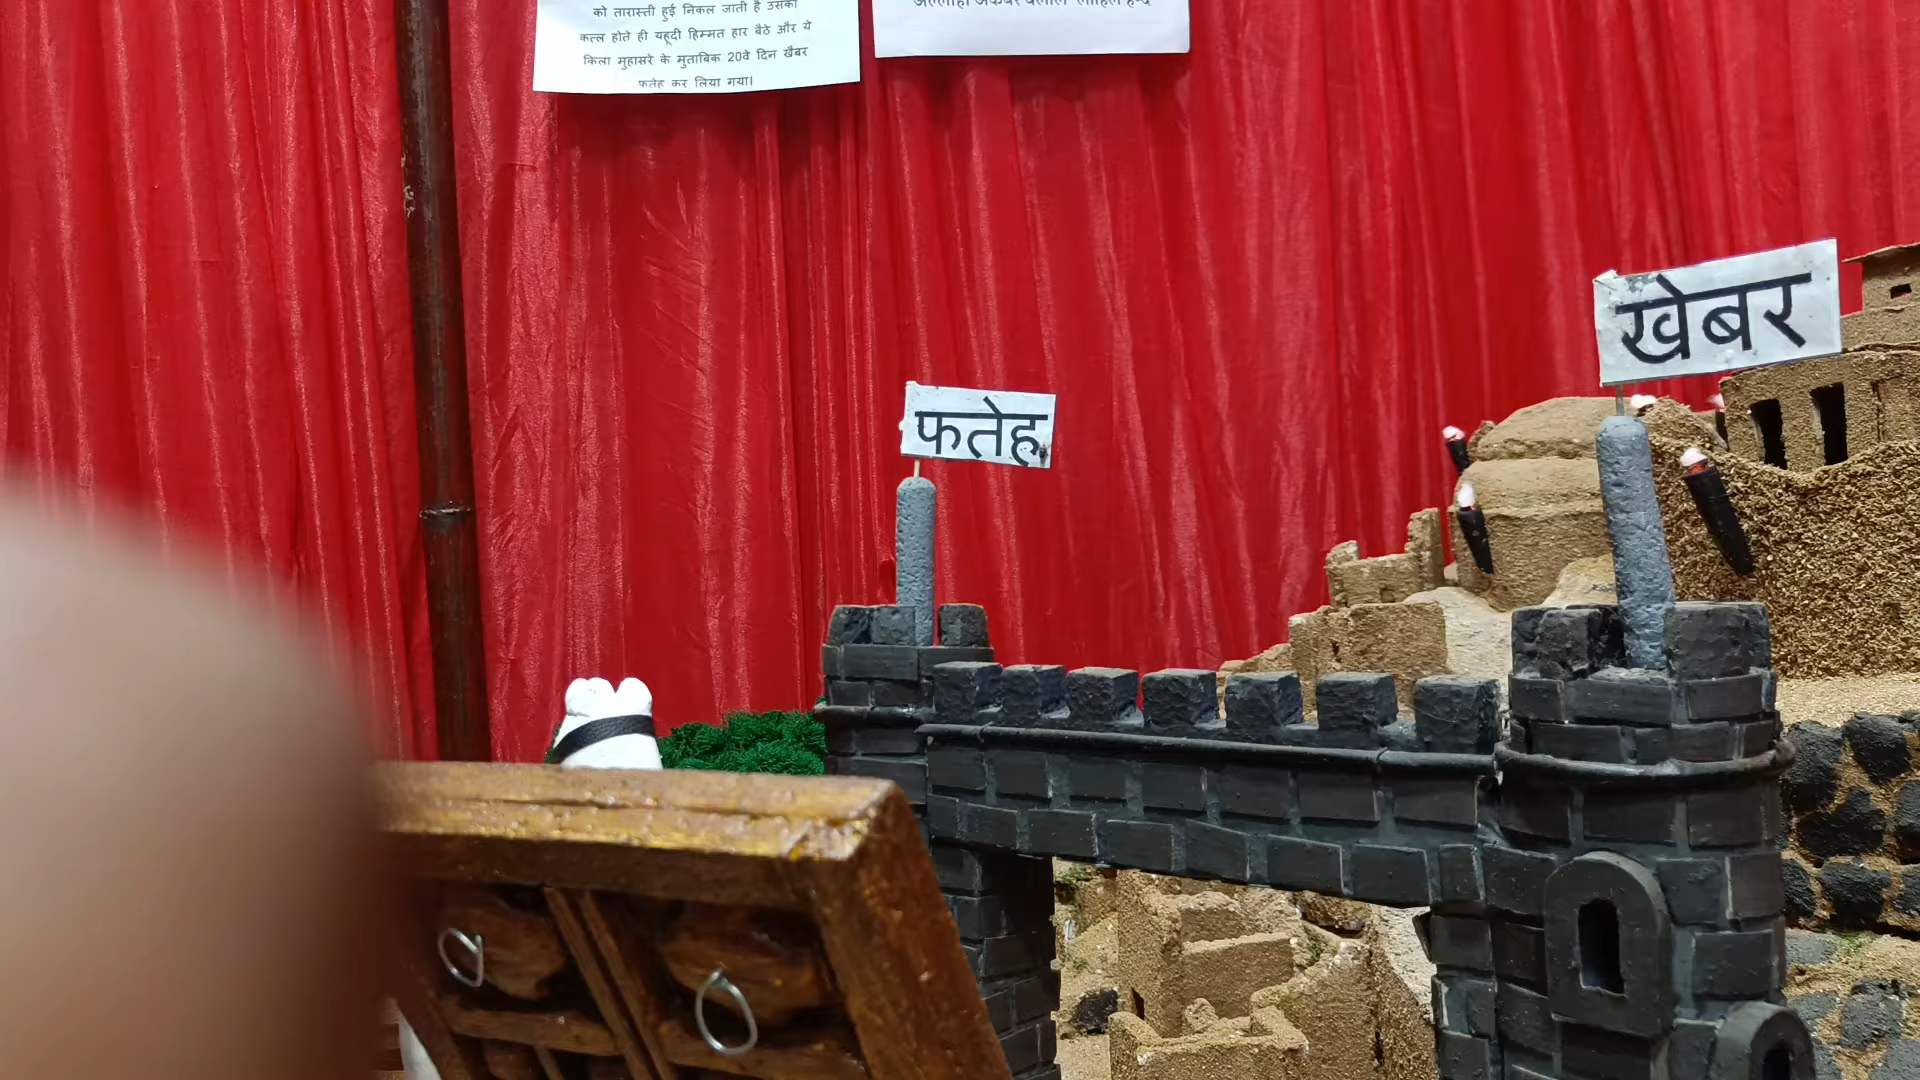 को तारास्ती हुई निकल जाती है उसका
कत्ल होते ही यहूदी हिम्मत हार बैठे और ये
किला मुहासरे के मुताबिक 20वे दिन खैबर
फतेह कर लिया गया।
फतेह
खेबर